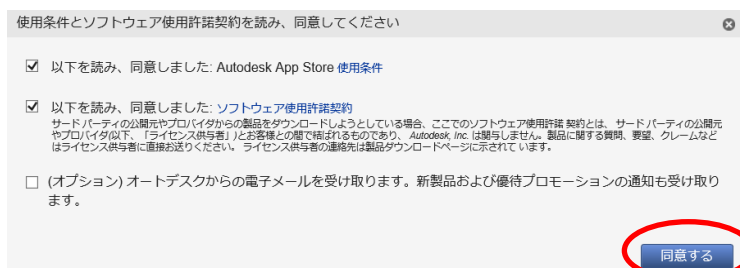 使用条件とソフトウェア使用許諾契約を読み、同意してください
以下を読み、同意しました: Autodesk App Store 使用条件
以下を読み、同意しました: ソフトウェア使用許諾契約
サードパーティの公開元やプロバイダからの製品をダウンロードしようとしている場合、ここでのソフトウェア使用許諾 契約とは、サードパーティの公開元
やプロバイダ(以下、「ライセンス供与者」)とお客様との間で結ばれるものであり、 Autodesk, Inc. は関与しません。製品に関する質問、要望、クレームなど
はライセンス供与者に直接お送りください。 ライセンス供与者の連絡先は製品ダウンロードページに示されて います。
(オプション) オートデスクからの電子メールを受け取ります。新製品および優待プロモーションの通知も受け取り
ます。
同意する